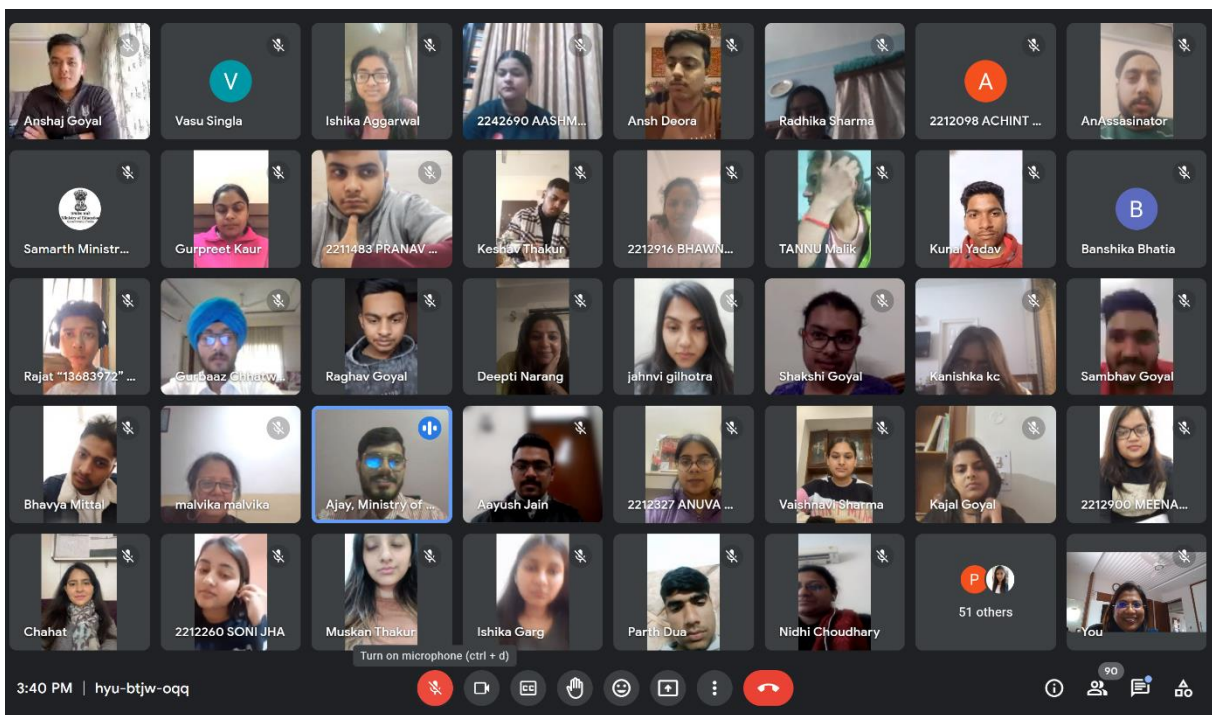 Anshaj Goyal
V
Vasu Singla
Ishika Aggarwal
2242690 AASHM...
Ansh Deora
Radhika Sharma
A
2212098 ACHINT ...
AnAssasinator
Samarth Ministr...
Gurpreet Kaur
2211483 PRANAV ...
Keshav Thakur
2212916 BHAWN...
TANNU Malik
Kunal Yadav
B
Banshika Bhatia
Rajat "13683972" ...
Gurbaaz Chhatw...
Raghav Goyal
Deepti Narang
jahnvi gilhotra
Shakshi Goyal
Kanishka kc
Sambhav Goyal
Bhavya Mittal
malvika malvika
Ajay, Ministry of ...
Aayush Jain
2212327 ANUVA ...
Vaishnavi Sharma
Kajal Goyal
2212900 MEENA...
Chahat
2212260 SONI JHA
Muskan Thakur
Ishika Garg
Parth Dua
Nidhi Choudhary
P
51 others
You
Turn on microphone (ctrl + d)
3:40 PM | hyu-btjw-oqq
CC
90